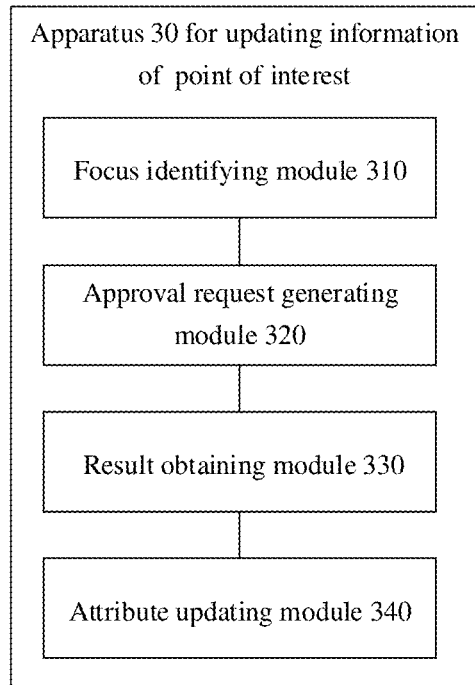 Apparatus 30 for updating information
of point of interest
Focus identifying module 310
Approval request generating
module 320
Result obtaining module 330
Attribute updating module 340